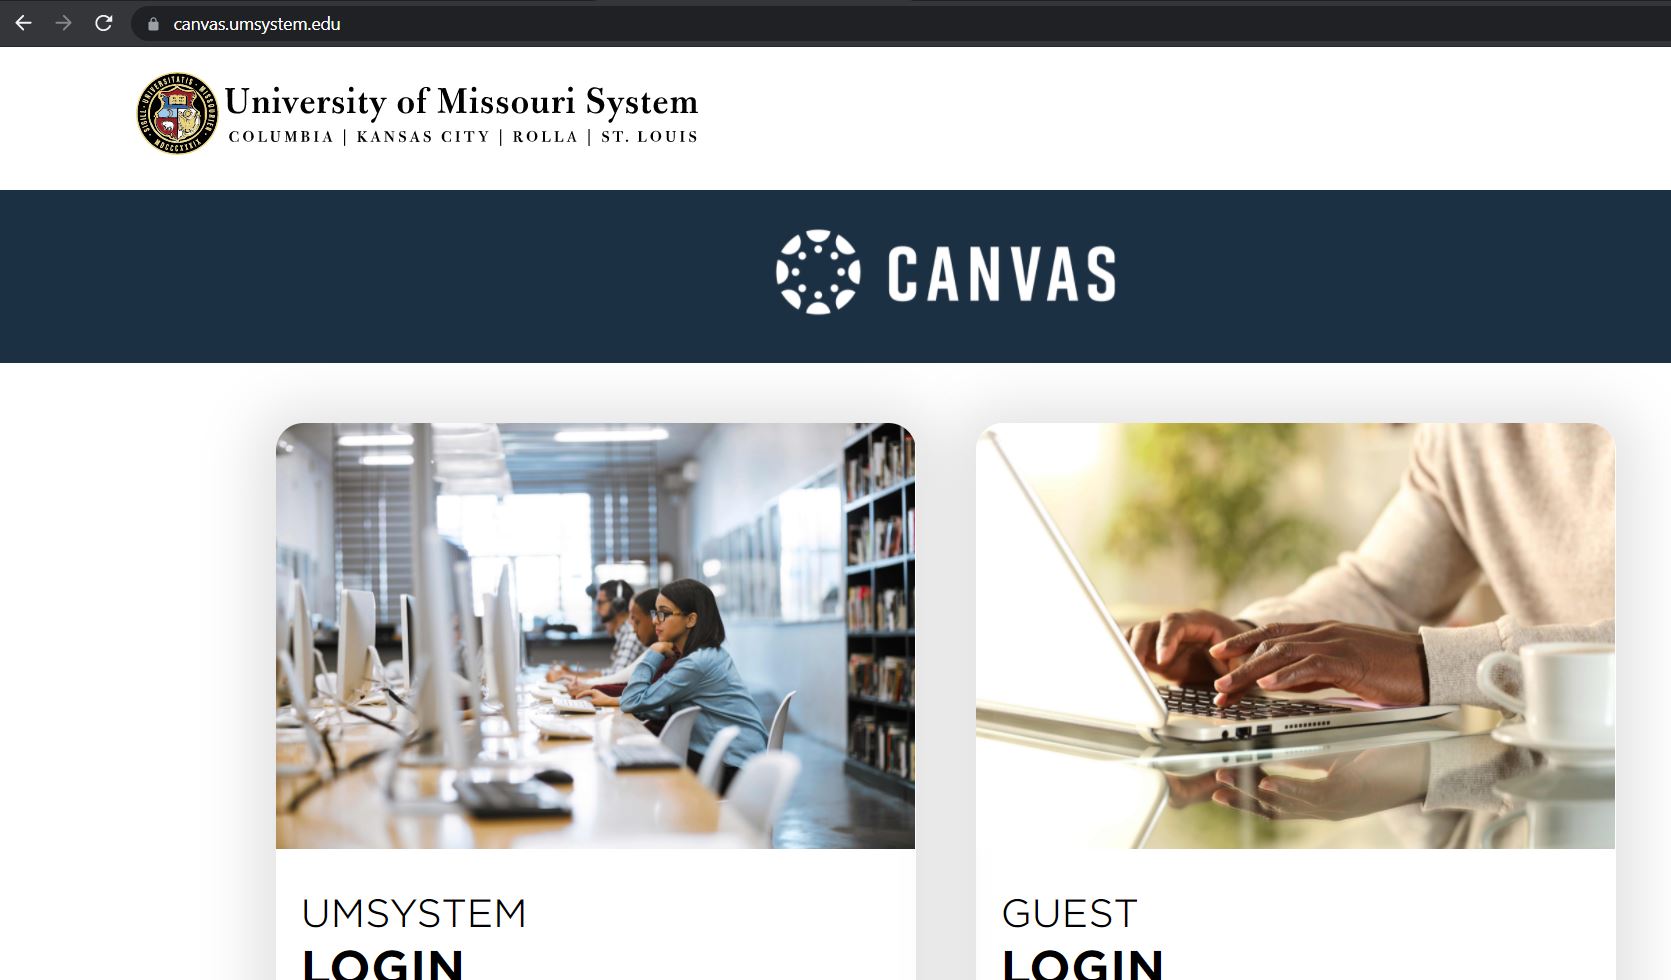 canvas.umsystem.edu
University of Missouri System
COLUMBIA | KANSAS CITY | ROLLA | ST. LOUIS
CANVAS
UMSYSTEM
LOGIN
GUEST
LOGIN